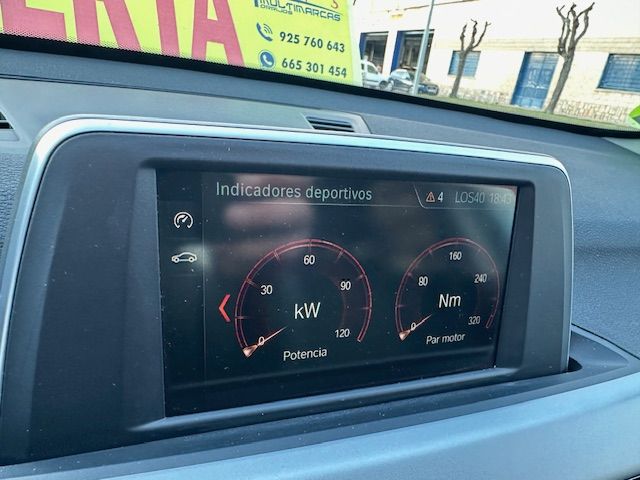 MULTIMARCAS
925 760 643
665 301 454
ERTA
Indicadores deportivos
4
LOS40 18:43
0
30
60
90
120
kW
Potencia
0
80
160
240
320
Nm
Par motor